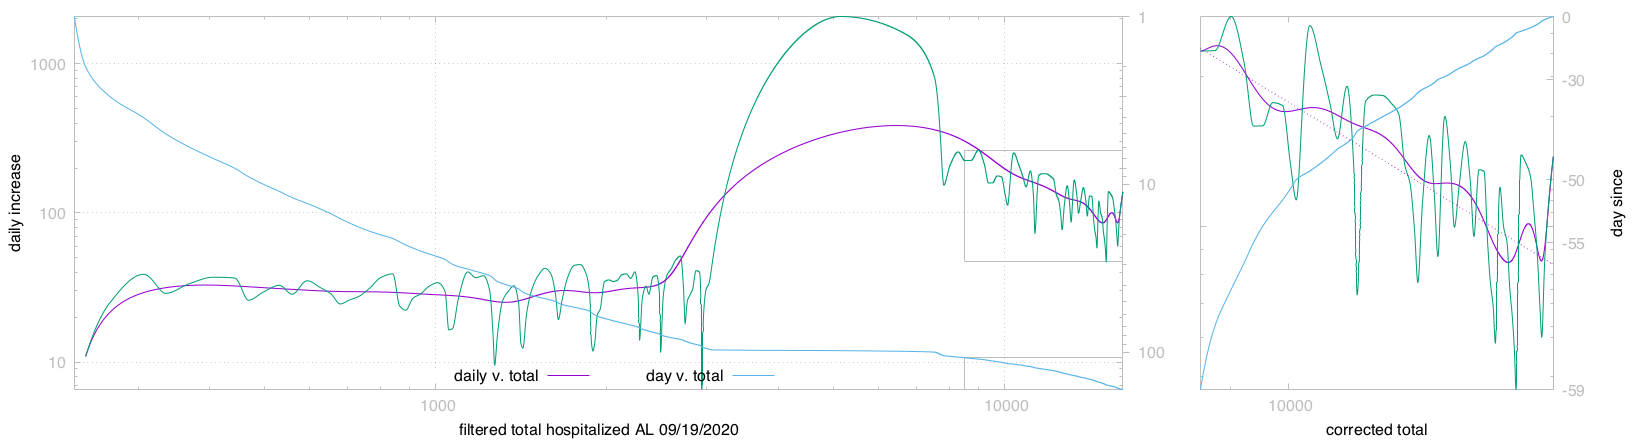 1000
100
10
daily increase
1
10
100
daily v. total
day v. total
1000
10000
filtered total hospitalized AL 09/19/2020
0
-30
-50
-55
-59
day since
10000
corrected total